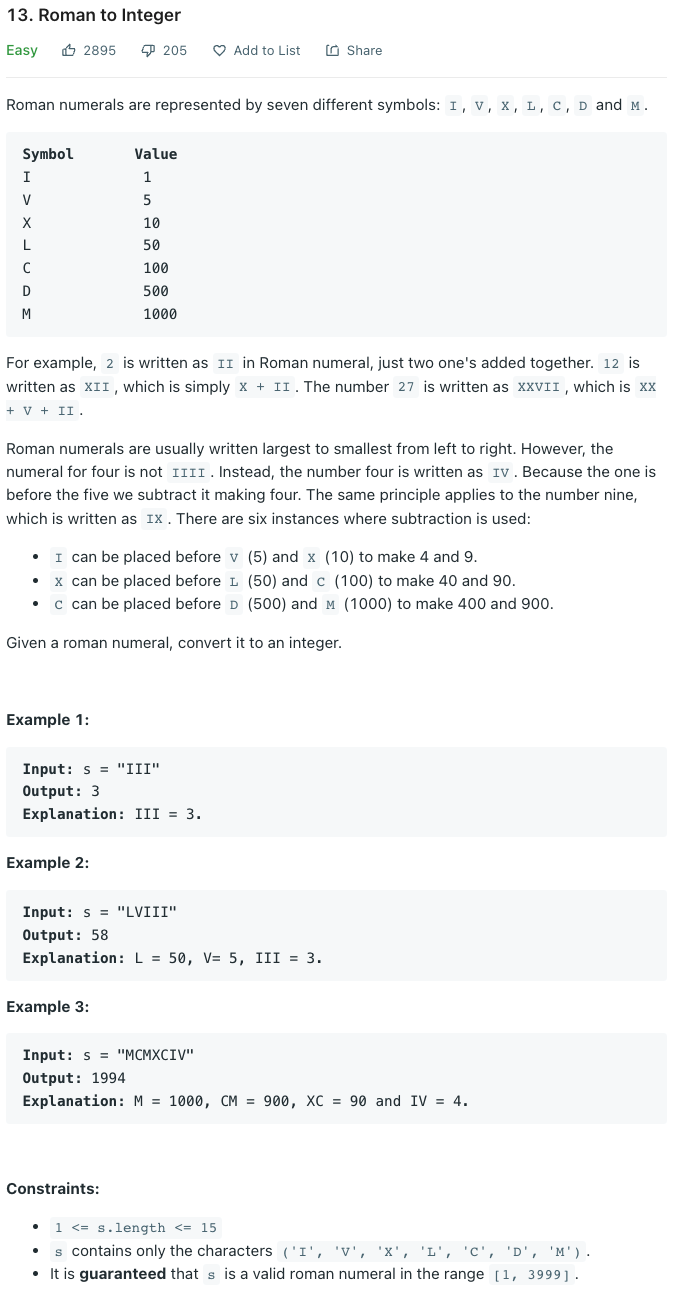 13. Roman to Integer
Easy 2895 205 Add to List Share
Roman numerals are represented by seven different symbols: I, V, X, L, C, D and M.
Symbol Value
I 1
V 5
X 10
L 50
C 100
D 500
M 1000
For example, 2 is written as II in Roman numeral, just two one's added together. 12 is
written as XII, which is simply X + II. The number 27 is written as XXVII, which is XX
+ V + II.
Roman numerals are usually written largest to smallest from left to right. However, the
numeral for four is not IIII. Instead, the number four is written as IV. Because the one is
before the five we subtract it making four. The same principle applies to the number nine,
which is written as IX. There are six instances where subtraction is used:
• I can be placed before V (5) and X (10) to make 4 and 9.
• X can be placed before L (50) and C (100) to make 40 and 90.
• C can be placed before D (500) and M (1000) to make 400 and 900.
Given a roman numeral, convert it to an integer.
Example 1:
Input: s = "III"
Output: 3
Explanation: III = 3.
Example 2:
Input: s = "LVIII"
Output: 58
Explanation: L = 50, V= 5, III = 3.
Example 3:
Input: s = "MCMXCIV"
Output: 1994
Explanation: M = 1000, CM = 900, XC = 90 and IV = 4.
Constraints:
• 1 <= s.length <= 15
• s contains only the characters ('I', 'V', 'X', 'L', 'C', 'D', 'M').
• It is guaranteed that s is a valid roman numeral in the range [1, 3999].